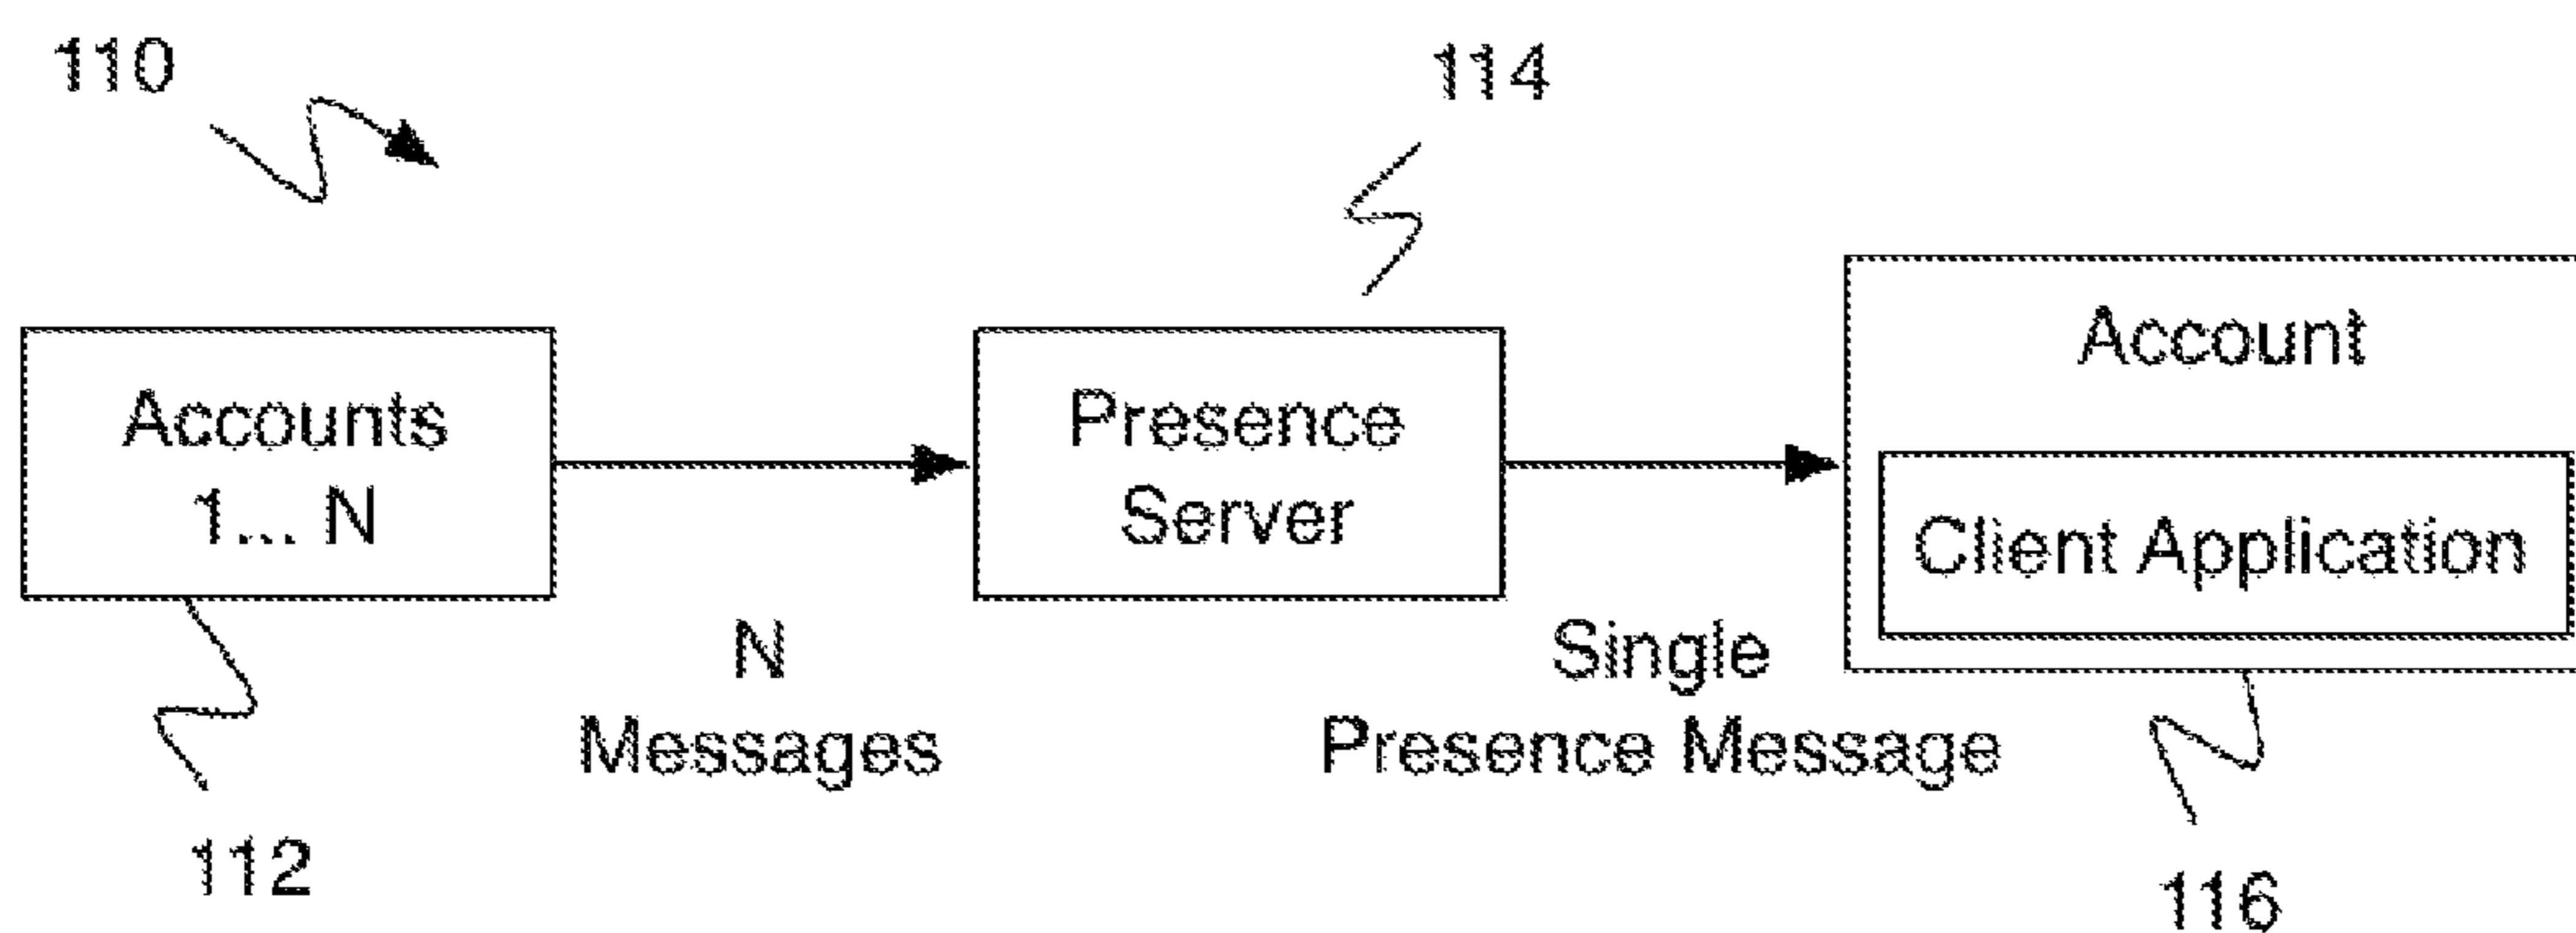 110
114
Accounts
1... N
Presence
Server
Account
Client Application
N
Messages
Single
Presence Message
112
116